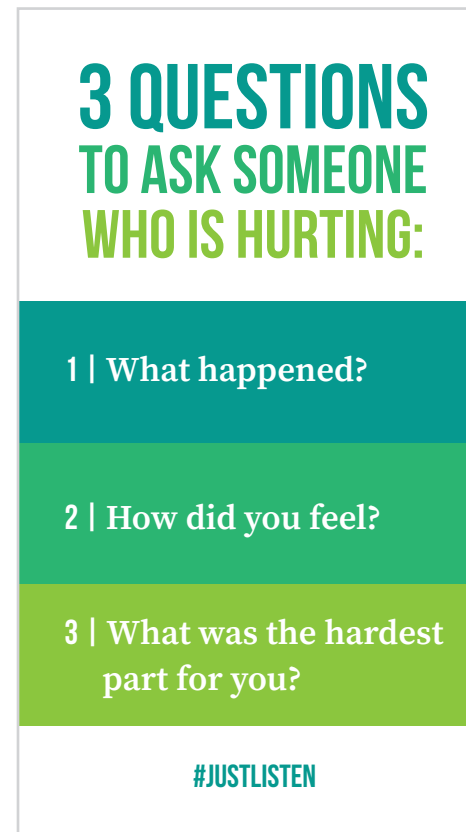 3 QUESTIONS
TO ASK SOMEONE
WHO IS HURTING:
1 | What happened?
2 | How did you feel?
3 | What was the hardest
part for you?
#JUSTLISTEN